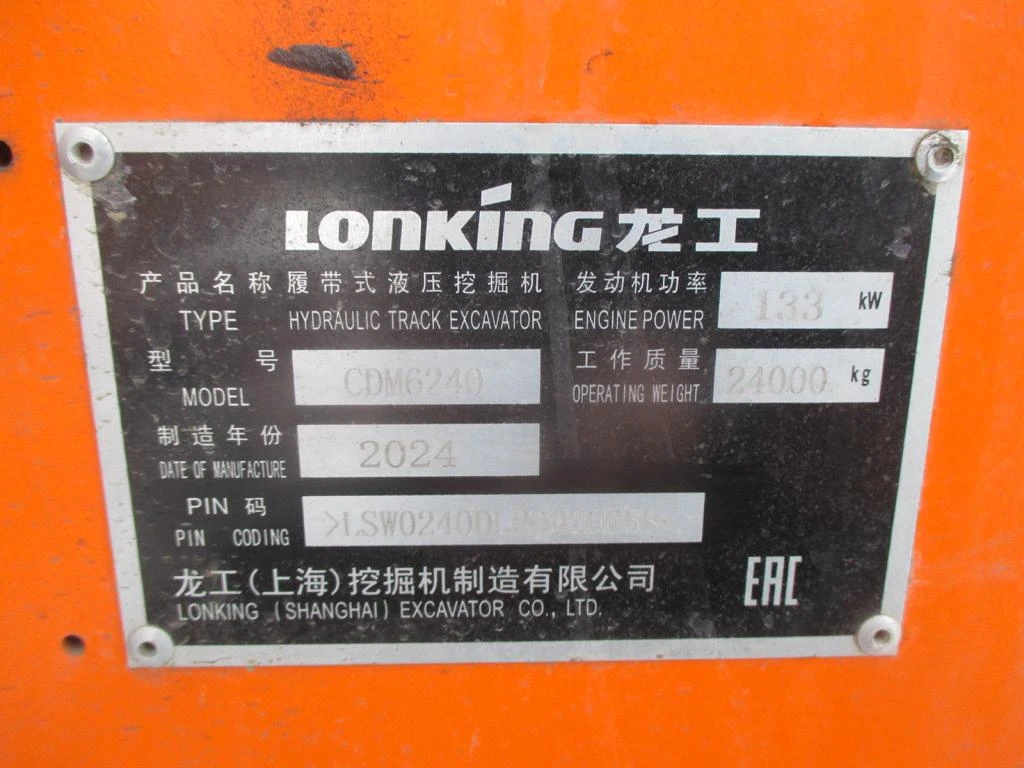 LONKING 龙工
产品名称 履带式液压挖掘机 发动机功率 133 kW
TYPE HYDRAULIC TRACK EXCAVATOR ENGINE POWER
型号 CDM6240 工作质量 24000 kg
MODEL OPERATING WEIGHT
制造年份 2024
DATE OF MANUFACTURE
PIN 码
PIN CODING
龙工(上海)挖掘机制造有限公司 EAC
LONKING (SHANGHAI) EXCAVATOR CO., LTD.